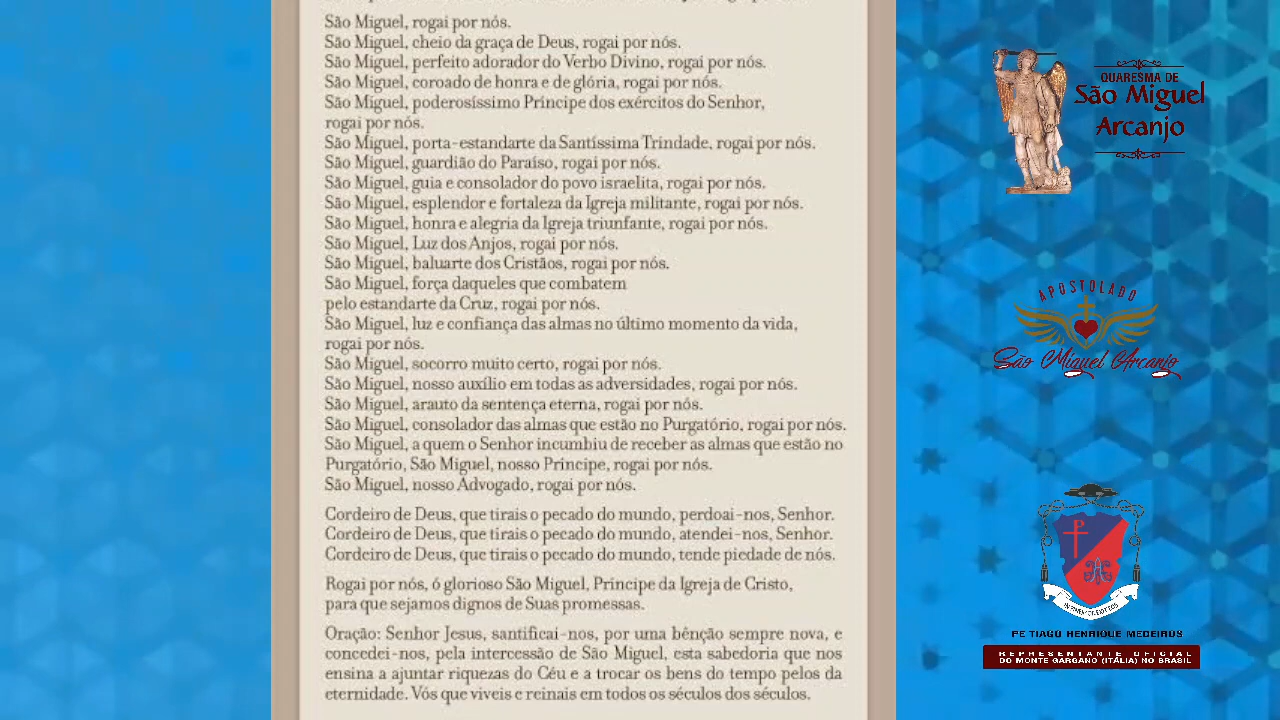 São Miguel, rogai por nós.
São Miguel, cheio da graça de Deus, rogai por nós.
São Miguel, perfeito adorador do Verbo Divino, rogai por nós.
São Miguel, coroado de honra e de glória, rogai por nós.
São Miguel, poderosíssimo Príncipe dos exércitos do Senhor,
rogai por nós.
São Miguel, porta-estandarte da Santíssima Trindade, rogai por nós.
São Miguel, guardião do Paraíso, rogai por nós.
São Miguel, guia e consolador do povo israelita, rogai por nós.
São Miguel, esplendor e fortaleza da Igreja militante, rogai por nós.
São Miguel, honra e alegria da Igreja triunfante, rogai por nós.
São Miguel, Luz dos Anjos, rogai por nós.
São Miguel, baluarte dos Cristãos, rogai por nós.
São Miguel, força daqueles que combatem
pelo estandarte da Cruz, rogai por nós.
São Miguel, luz e confiança das almas no último momento da vida,
rogai por nós.
São Miguel, socorro muito certo, rogai por nós.
São Miguel, nosso auxílio em todas as adversidades, rogai por nós.
São Miguel, arauto da sentença eterna, rogai por nós.
São Miguel, consolador das almas que estão no Purgatório, rogai por nós.
São Miguel, a quem o Senhor incumbiu de receber as almas que estão no
Purgatório, São Miguel, nosso Príncipe, rogai por nós.
São Miguel, nosso Advogado, rogai por nós.
Cordeiro de Deus, que tirais o pecado do mundo, perdoai-nos, Senhor.
Cordeiro de Deus, que tirais o pecado do mundo, atendei-nos, Senhor.
Cordeiro de Deus, que tirais o pecado do mundo, tende piedade de nós.
Rogai por nós, ó glorioso São Miguel, Príncipe da Igreja de Cristo,
para que sejamos dignos de Suas promessas.
Oração: Senhor Jesus, santificai-nos, por uma bênção sempre nova, e
concedei-nos, pela intercessão de São Miguel, esta sabedoria que nos
ensina a ajuntar riquezas do Céu e a trocar os bens do tempo pelos da
eternidade. Vós que viveis e reinais em todos os séculos dos séculos.
QUARESMA DE
São Miguel
Arcanjo
APOSTOLADO
São Miguel Arcanjo
PE TIAGO HENRIQUE MEDEIROS
REPRESENTANTE OFICIAL
DO MONTE GARGANO (ITÁLIA) NO BRASIL